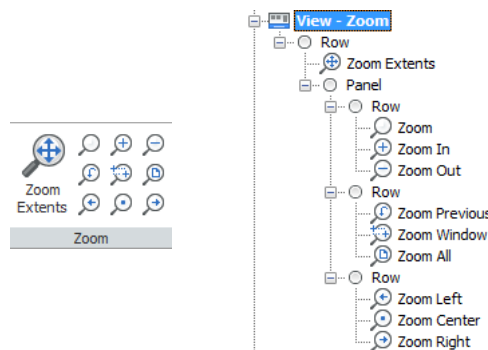 Zoom
Extents
Zoom
View - Zoom
Row
Zoom Extents
Panel
Row
Zoom
Zoom In
Zoom Out
Row
Zoom Previous
Zoom Window
Zoom All
Row
Zoom Left
Zoom Center
Zoom Right